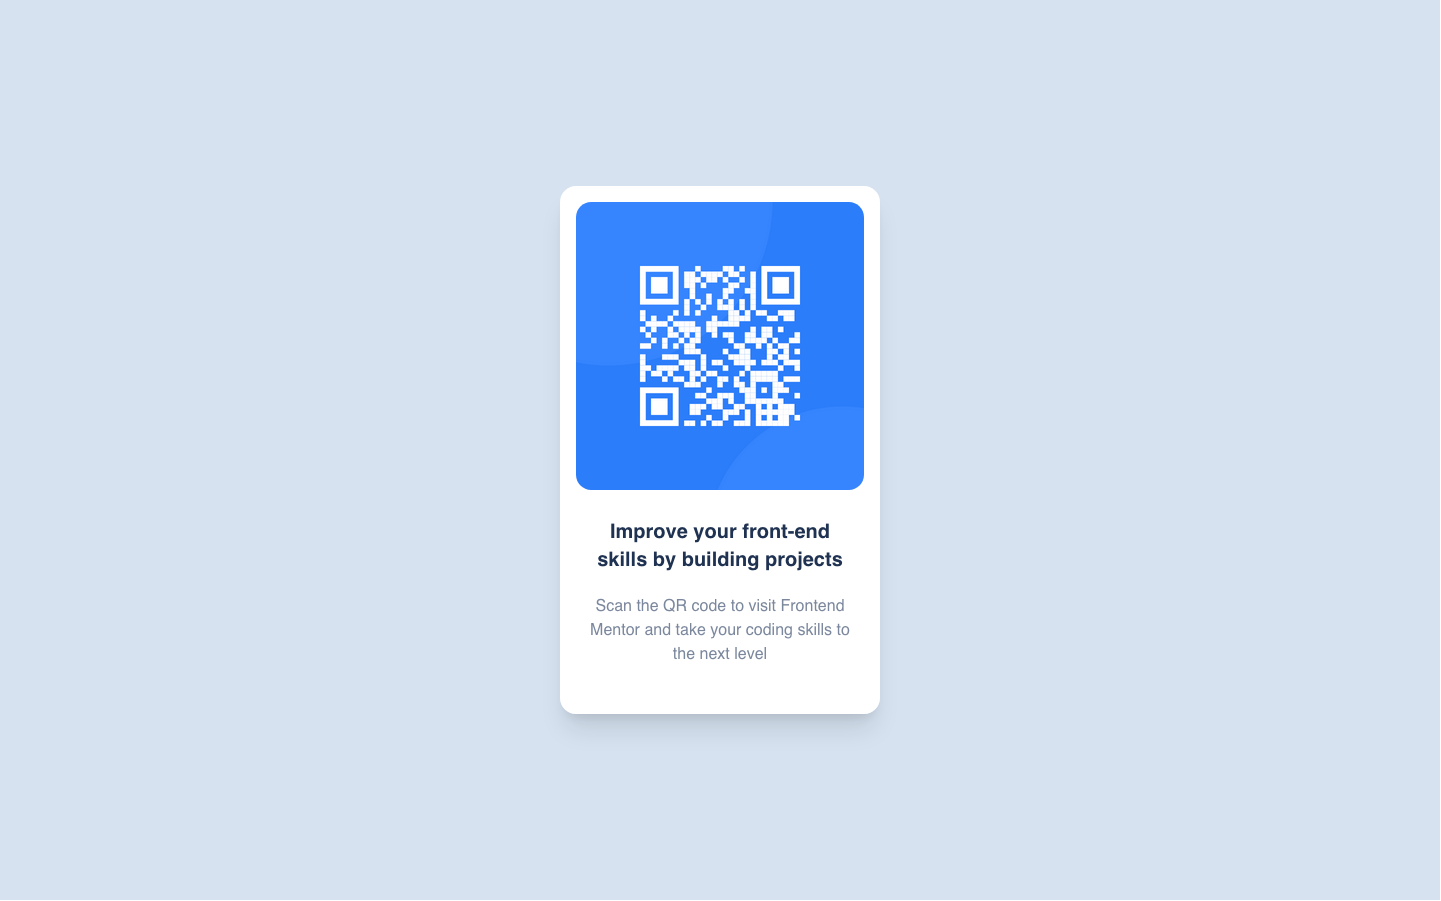 Improve your front-end
skills by building projects
Scan the QR code to visit Frontend
Mentor and take your coding skills to
the next level